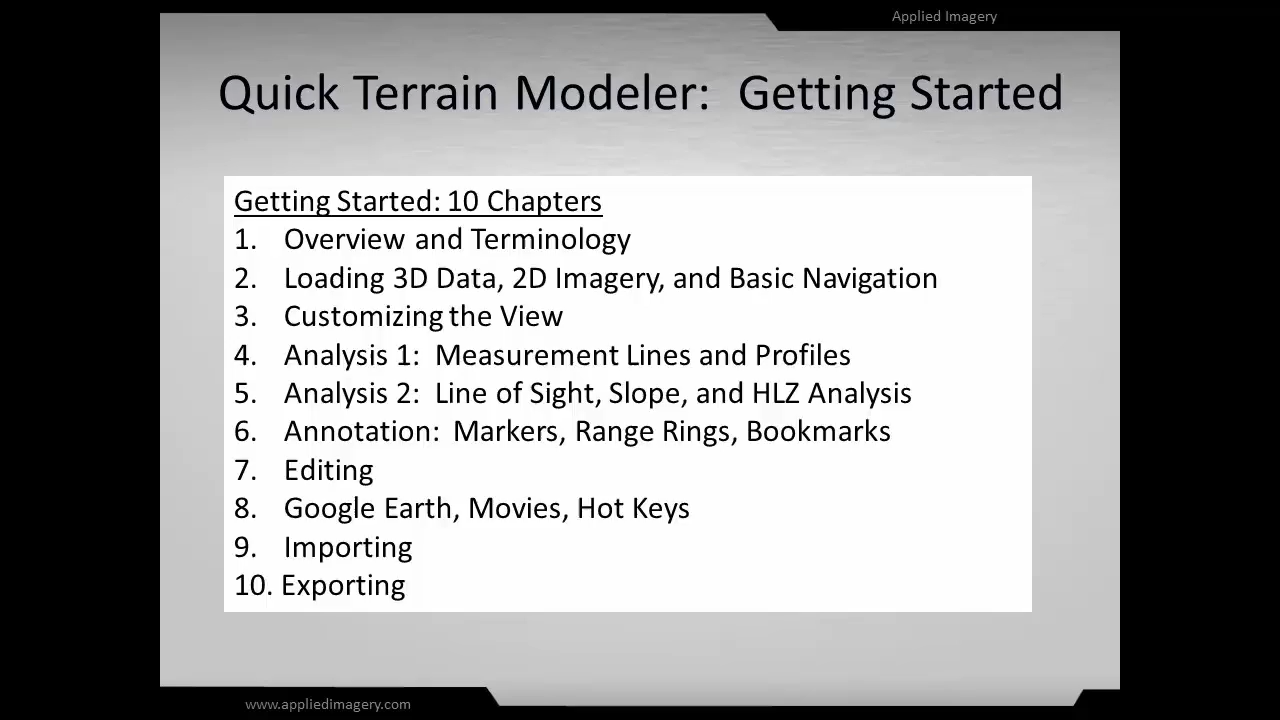 Applied Imagery
Quick Terrain Modeler: Getting Started
Getting Started: 10 Chapters
1. Overview and Terminology
2. Loading 3D Data, 2D Imagery, and Basic Navigation
3. Customizing the View
4. Analysis 1: Measurement Lines and Profiles
5. Analysis 2: Line of Sight, Slope, and HLZ Analysis
6. Annotation: Markers, Range Rings, Bookmarks
7. Editing
8. Google Earth, Movies, Hot Keys
9. Importing
10. Exporting
www.appliedimagery.com